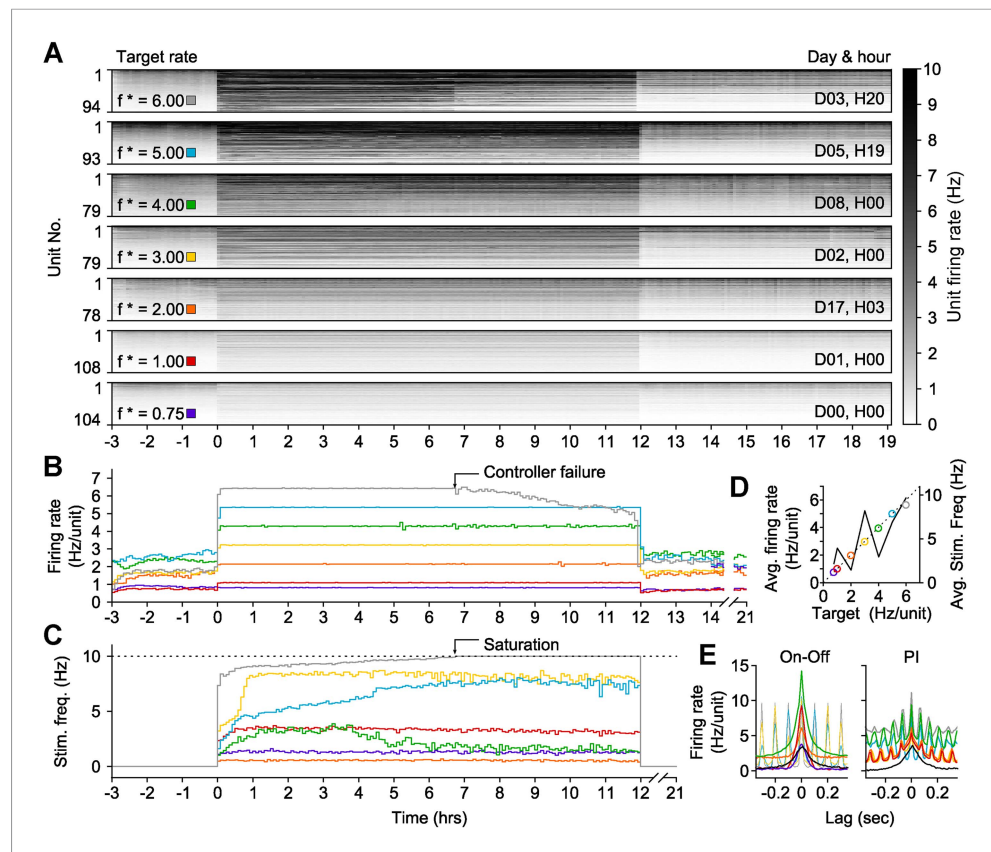 A
Target rate
Day & hour
1
f* = 6.00
94
D03, H20
1
f* = 5.00
93
D05, H19
1
f* = 4.00
79
D08, H00
1
f* = 3.00
79
D02, H00
1
f* = 2.00
78
D17, H03
1
f* = 1.00
108
D01, H00
1
f* = 0.75
104
D00, H00
Unit No.
-3 -2 -1 0 1 2 3 4 5 6 7 8 9 10 11 12 13 14 15 16 17 18 19
10
9
8
7
6
5
4
3
2
1
0
Unit firing rate (Hz)
B
Controller failure
Firing rate
(Hz/unit)
7
6
5
4
3
2
1
0
-3 -2 -1 0 1 2 3 4 5 6 7 8 9 10 11 12 13 14 21
C
Saturation
Stim. freq. (Hz)
10
5
0
-3 -2 -1 0 1 2 3 4 5 6 7 8 9 10 11 12 21
Time (hrs)
D
Avg. firing rate
(Hz/unit)
6
4
2
0
0 2 4 6
Target (Hz/unit)
10
5
0
Avg. Stim. Freq (Hz)
E
On-Off
PI
Firing rate
(Hz/unit)
15
10
5
0
-0.2 0 0.2
-0.2 0 0.2
Lag (sec)